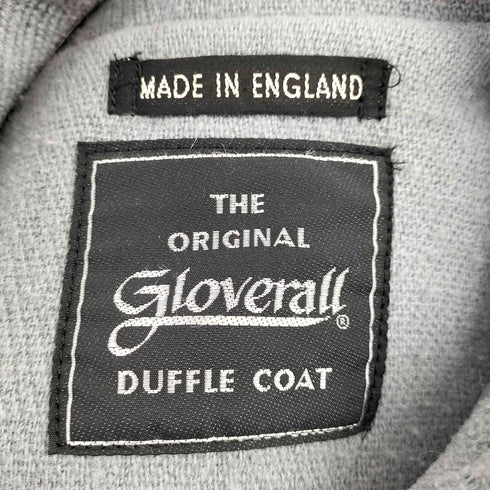 MADE IN ENGLAND
THE
ORIGINAL
Gloverall®
DUFFLE COAT